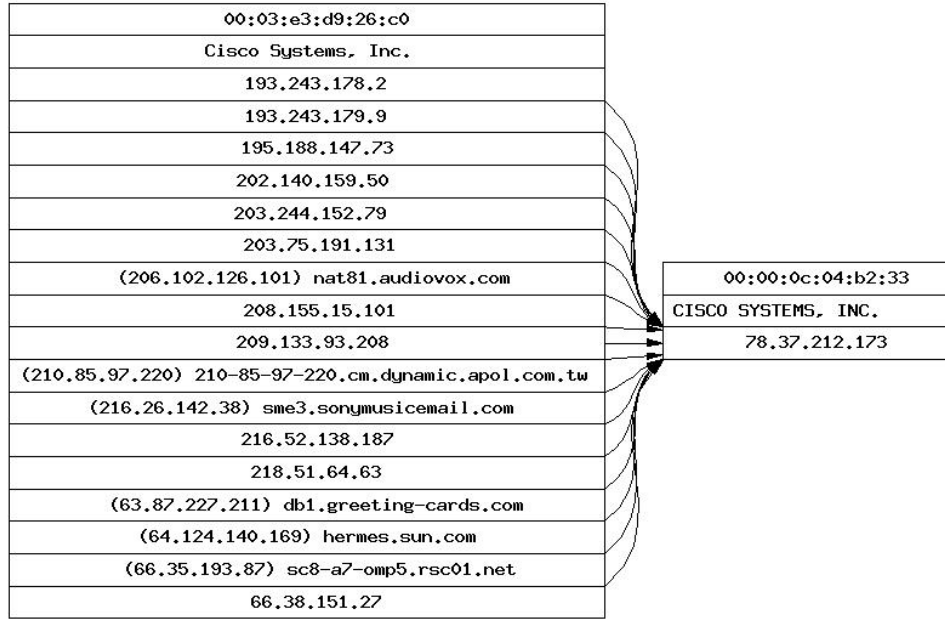 00:03:e3:d9:26:c0
Cisco Systems, Inc.
193.243.178.2
193.243.179.9
195.188.147.73
202.140.159.50
203.244.152.79
203.75.191.131
(206.102.126.101) nat81.audiovox.com
208.155.15.101
209.133.93.208
(210.85.97.220) 210-85-97-220.cm.dynamic.apol.com.tw
(216.26.142.38) sme3.sonymusicemail.com
216.52.138.187
218.51.64.63
(63.87.227.211) db1.greeting-cards.com
(64.124.140.169) hermes.sun.com
(66.35.193.87) sc8-a7-omp5.rsc01.net
66.38.151.27
00:00:0c:04:b2:33
CISCO SYSTEMS, INC.
78.37.212.173